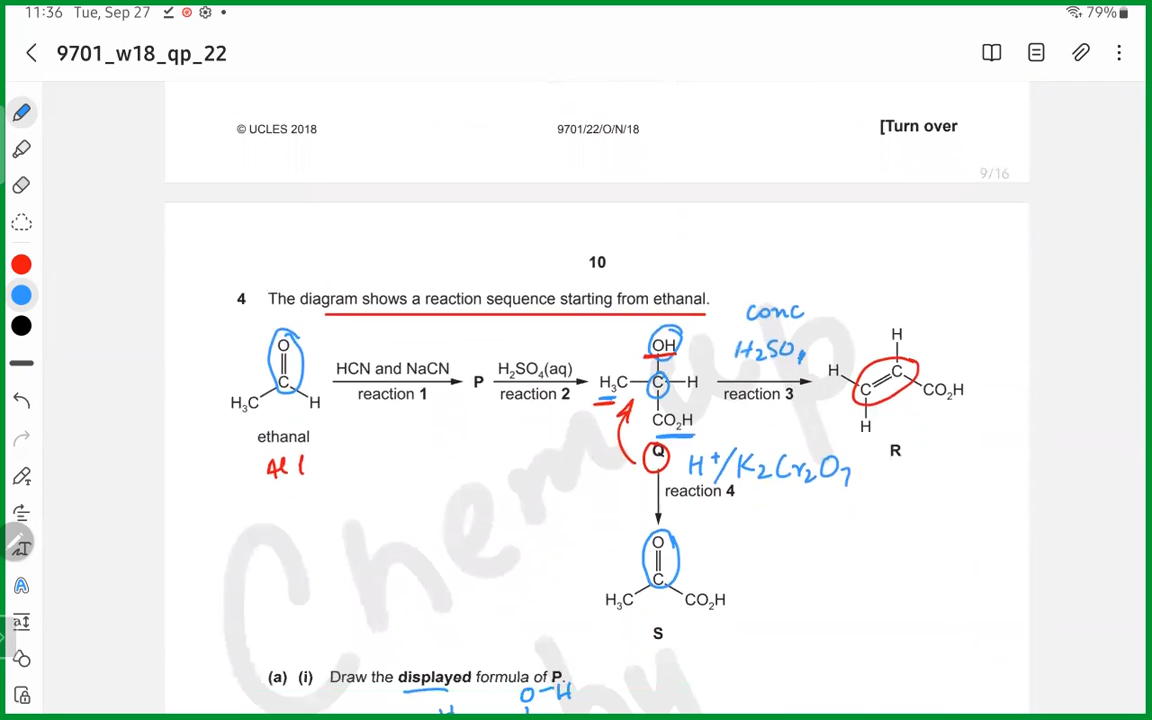 11:36 Tue, Sep 27
79%
9701_w18_qp_22
© UCLES 2018
9701/22/O/N/18
[Turn over
9/16
10
4 The diagram shows a reaction sequence starting from ethanal.
conc
H₂SO₄
O
C
H₃C
H
ethanal
HCN and NaCN
reaction 1
P
H₂SO₄(aq)
reaction 2
OH
H₃C C H
CO₂H
Q
reaction 3
H
H
C C
CO₂H
H
R
H⁺/K₂Cr₂O₇
reaction 4
O
C
H₃C
CO₂H
S
Chemup
by
(a) (i) Draw the displayed formula of P.
O-H
H